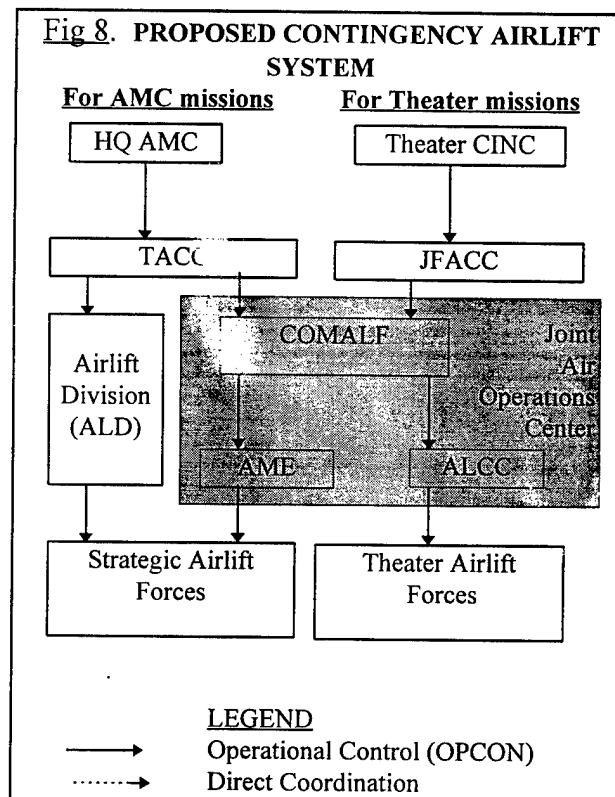 Fig 8. PROPOSED CONTINGENCY AIRLIFT
SYSTEM
For AMC missions
For Theater missions
HQ AMC
Theater CINC
TACC
JFACC
COMALF
Joint
Air
Operations
Center
Airlift
Division
(ALD)
AME
ALCC
Strategic Airlift
Forces
Theater Airlift
Forces
LEGEND
Operational Control (OPCON)
Direct Coordination